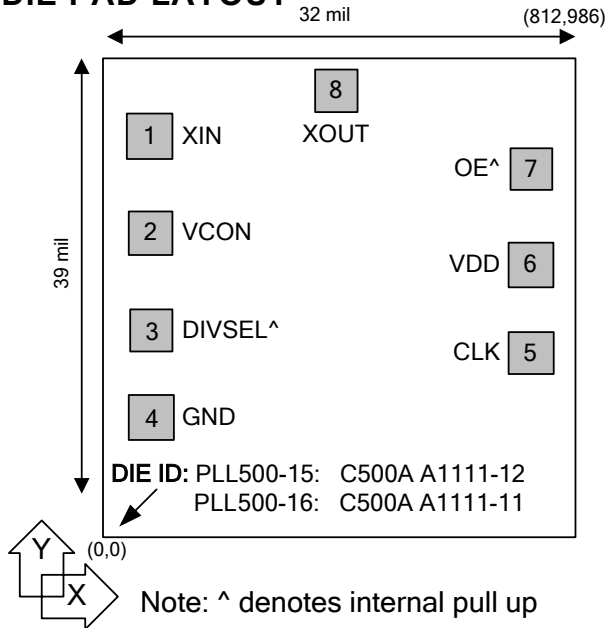 DIE PAD LAYOUT
32 mil
(812,986)
8
XOUT
1 XIN
OE^ 7
2 VCON
VDD 6
39 mil
3 DIVSEL^
CLK 5
4 GND
DIE ID: PLL500-15: C500A A1111-12
PLL500-16: C500A A1111-11
Y
(0,0)
X
Note: ^ denotes internal pull up